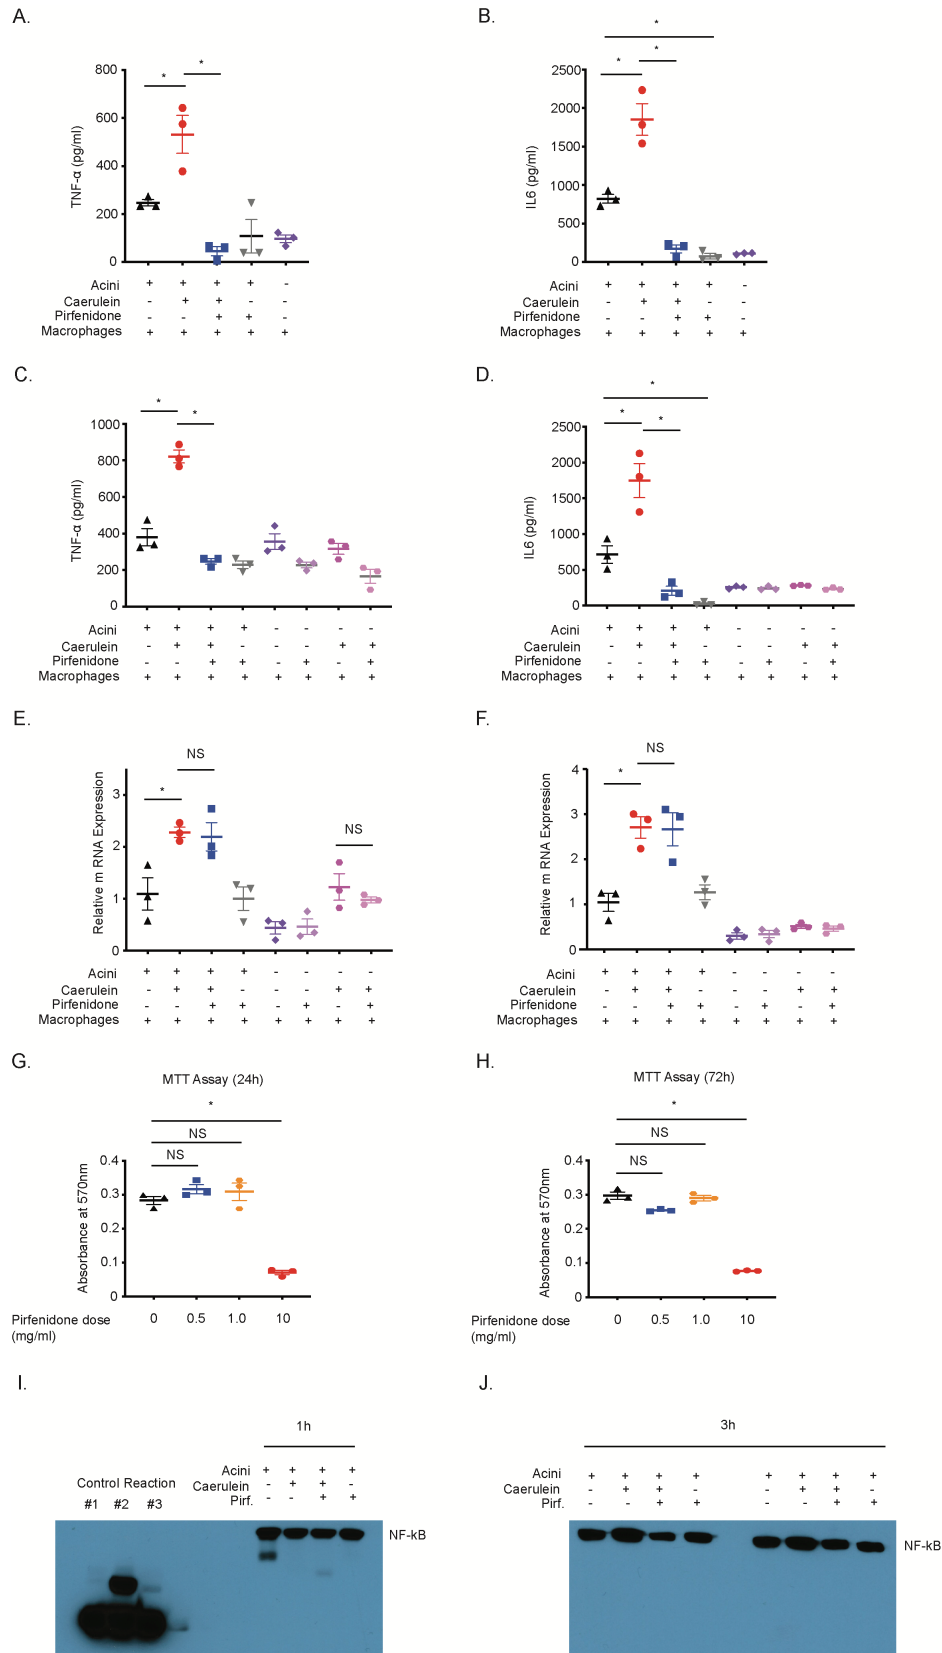 A.
B.
*
*
*
*
*
800
600
400
200
0
TNF-α (pg/ml)
2500
2000
1500
1000
500
0
IL6 (pg/ml)
Acini + + + + -
Caerulein - + + - -
Pirfenidone - - + + -
Macrophages + + + + +
Acini + + + + -
Caerulein - + + - -
Pirfenidone - - + + -
Macrophages + + + + +
C.
D.
*
*
*
*
*
1000
800
600
400
200
0
TNF-α (pg/ml)
2500
2000
1500
1000
500
0
IL6 (pg/ml)
Acini + + + + - - - -
Caerulein - + + - - - + +
Pirfenidone - - + + - + - +
Macrophages + + + + + + + +
Acini + + + + - - - -
Caerulein - + + - - - + +
Pirfenidone - - + + - + - +
Macrophages + + + + + + + +
E.
F.
NS
*
NS
NS
*
3
2
1
0
Relative m RNA Expression
4
3
2
1
0
Relative m RNA Expression
Acini + + + + - - - -
Caerulein - + + - - - + +
Pirfenidone - - + + - + - +
Macrophages + + + + + + + +
Acini + + + + - - - -
Caerulein - + + - - - + +
Pirfenidone - - + + - + - +
Macrophages + + + + + + + +
G.
H.
MTT Assay (24h)
MTT Assay (72h)
*
NS
NS
*
NS
NS
0.4
0.3
0.2
0.1
0
Absorbance at 570nm
0.4
0.3
0.2
0.1
0
Absorbance at 570nm
Pirfenidone dose 0 0.5 1.0 10
(mg/ml)
Pirfenidone dose 0 0.5 1.0 10
(mg/ml)
I.
J.
1h
3h
Acini + + + +
Caerulein - + + -
Pirf. - - + +
Control Reaction
#1 #2 #3
Acini + + + + + + + +
Caerulein - + + - - + + -
Pirf. - - + + - - + +
NF-kB
NF-kB